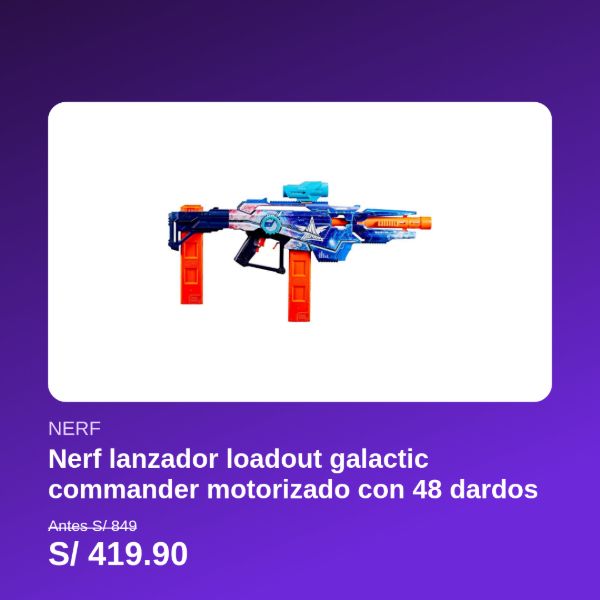 NERF
Nerf lanzador loadout galactic
commander motorizado con 48 dardos
Antes S/ 849
S/ 419.90